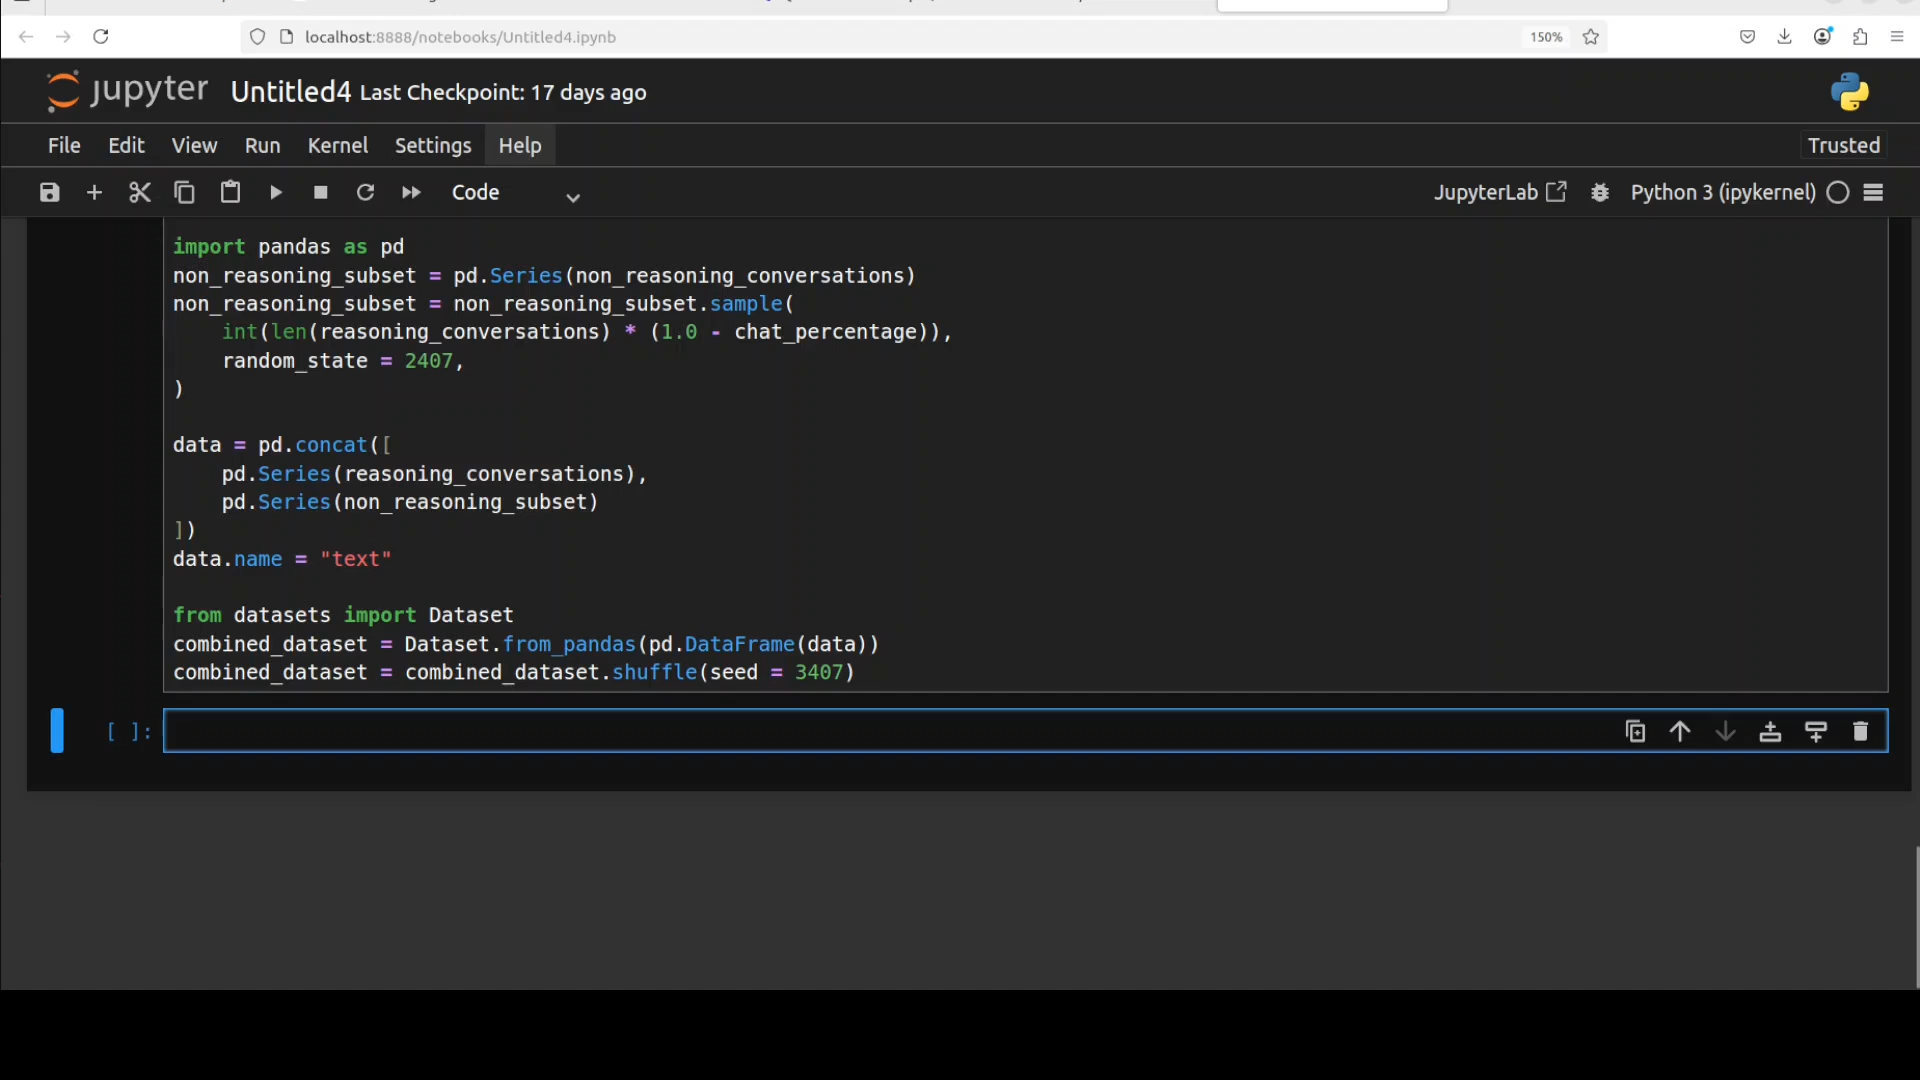 localhost:8888/notebooks/Untitled4.ipynb
150%
jupyter Untitled4 Last Checkpoint: 17 days ago
File Edit View Run Kernel Settings Help
Trusted
Code
JupyterLab
Python 3 (ipykernel)
import pandas as pd
non_reasoning_subset = pd.Series(non_reasoning_conversations)
non_reasoning_subset = non_reasoning_subset.sample(
    int(len(reasoning_conversations) * (1.0 - chat_percentage)),
    random_state = 2407,
)
data = pd.concat([
    pd.Series(reasoning_conversations),
    pd.Series(non_reasoning_subset)
])
data.name = "text"
from datasets import Dataset
combined_dataset = Dataset.from_pandas(pd.DataFrame(data))
combined_dataset = combined_dataset.shuffle(seed = 3407)
[ ]: